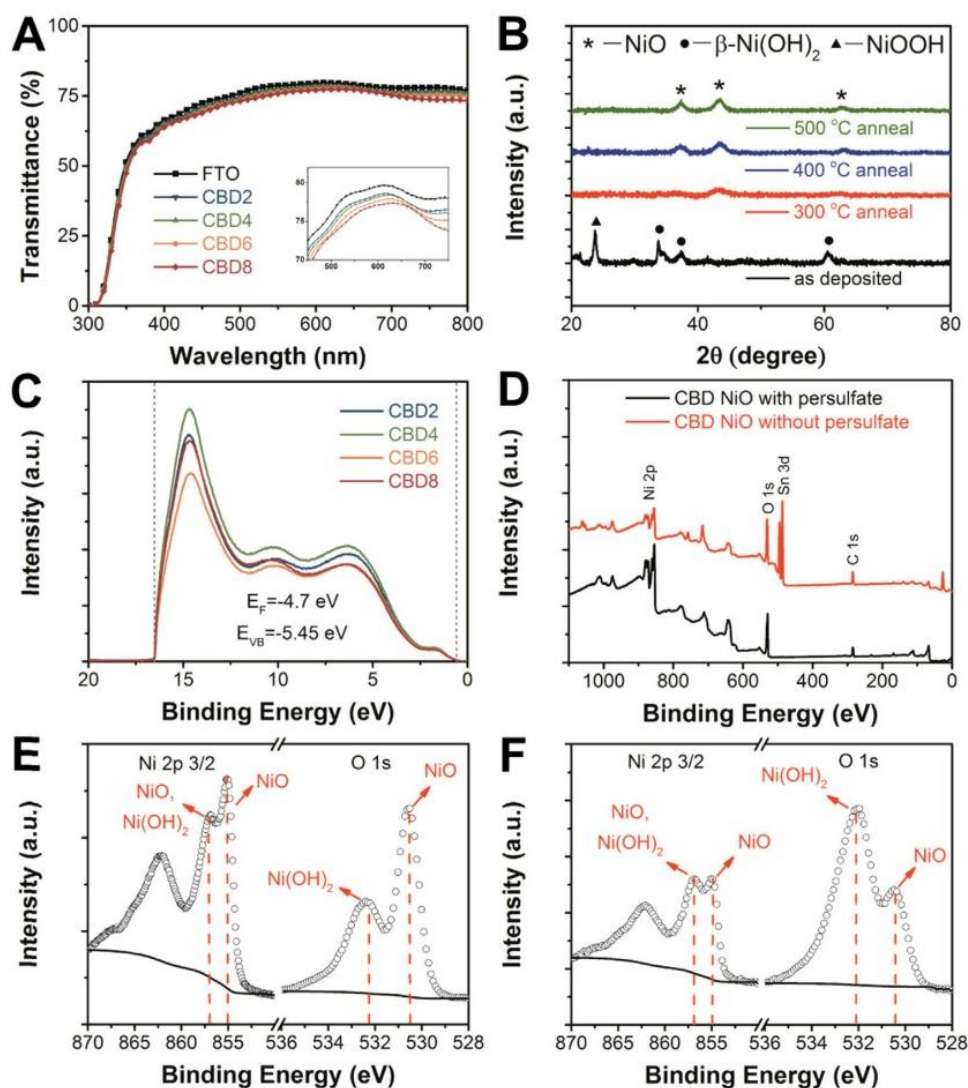 A
Transmittance (%)
100
75
50
25
0
FTO
CBD2
CBD4
CBD6
CBD8
80
75
70
500 600 700
300 400 500 600 700 800
Wavelength (nm)
B
Intensity (a.u.)
* —NiO ●—β-Ni(OH)₂ ▲—NiOOH
* * *
500 °C anneal
400 °C anneal
300 °C anneal
as deposited
20 40 60 80
2θ (degree)
C
Intensity (a.u.)
CBD2
CBD4
CBD6
CBD8
E_F=-4.7 eV
E_VB=-5.45 eV
20 15 10 5 0
Binding Energy (eV)
D
Intensity (a.u.)
CBD NiO with persulfate
CBD NiO without persulfate
Ni 2p
O 1s
Sn 3d
C 1s
1000 800 600 400 200 0
Binding Energy (eV)
E
Intensity (a.u.)
Ni 2p 3/2 O 1s
NiO,
Ni(OH)₂
NiO
Ni(OH)₂
NiO
870 865 860 855 536 532 530 528
Binding Energy (eV)
F
Intensity (a.u.)
Ni 2p 3/2 O 1s
NiO,
Ni(OH)₂
NiO
Ni(OH)₂
NiO
870 865 860 855 536 532 530 528
Binding Energy (eV)